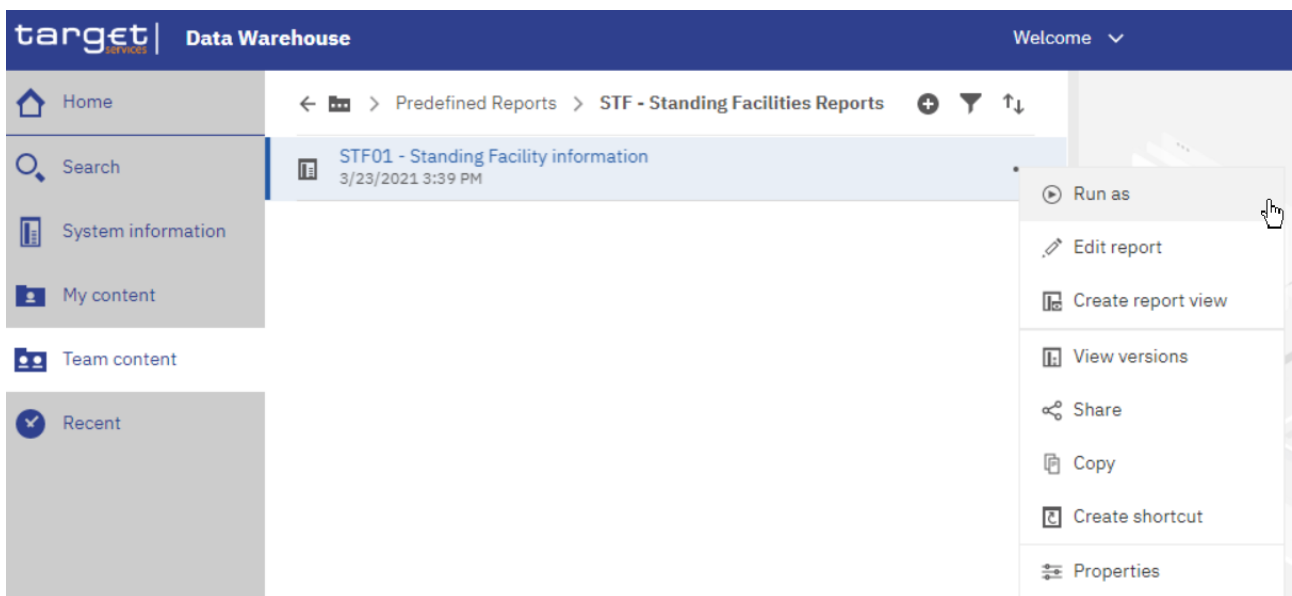 target services Data Warehouse Welcome
Home
Predefined Reports > STF - Standing Facilities Reports
STF01 - Standing Facility information
3/23/2021 3:39 PM
Search
System information
My content
Team content
Recent
Run as
Edit report
Create report view
View versions
Share
Copy
Create shortcut
Properties